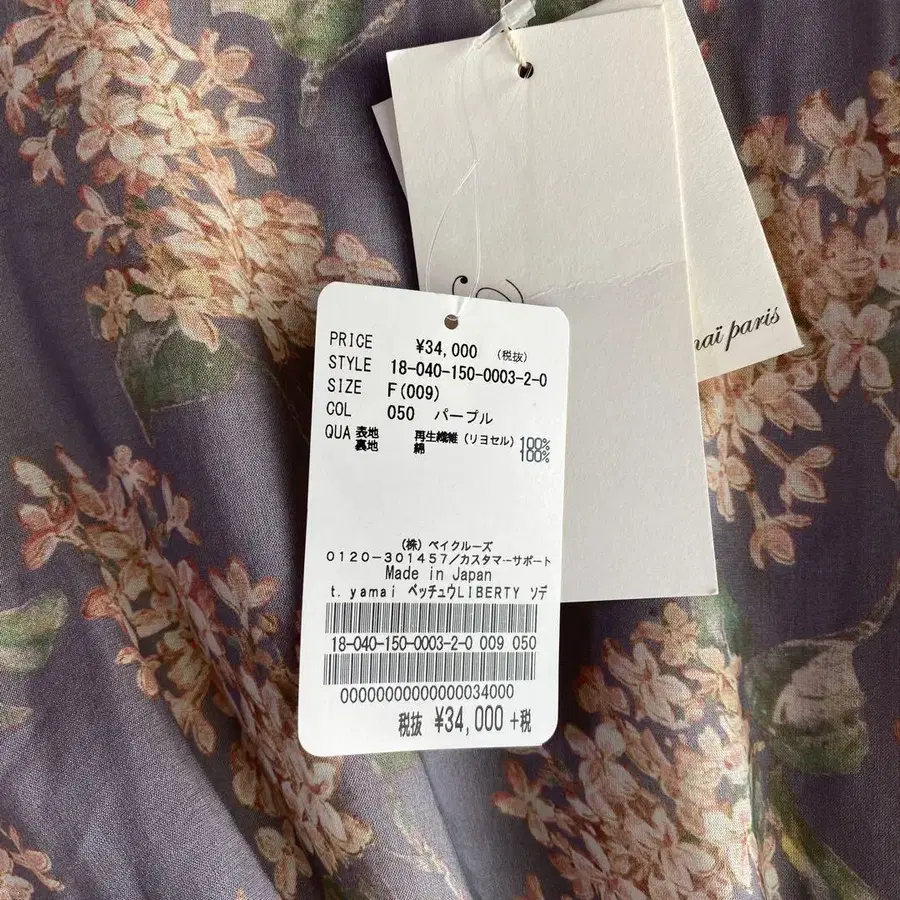 naï paris
PRICE ¥34,000 (税抜)
STYLE 18-040-150-0003-2-0
SIZE F(009)
COL 050 パープル
QUA 表地 再生繊維 (リヨセル) 100%
裏地 綿 100%
(株) ベイクルーズ
0120-301457/カスタマーサポート
Made in Japan
t. yamai ベッチュウLIBERTY ソデ
18-040-150-0003-2-0 009 050
00000000000000034000
税抜 ¥34,000 +税